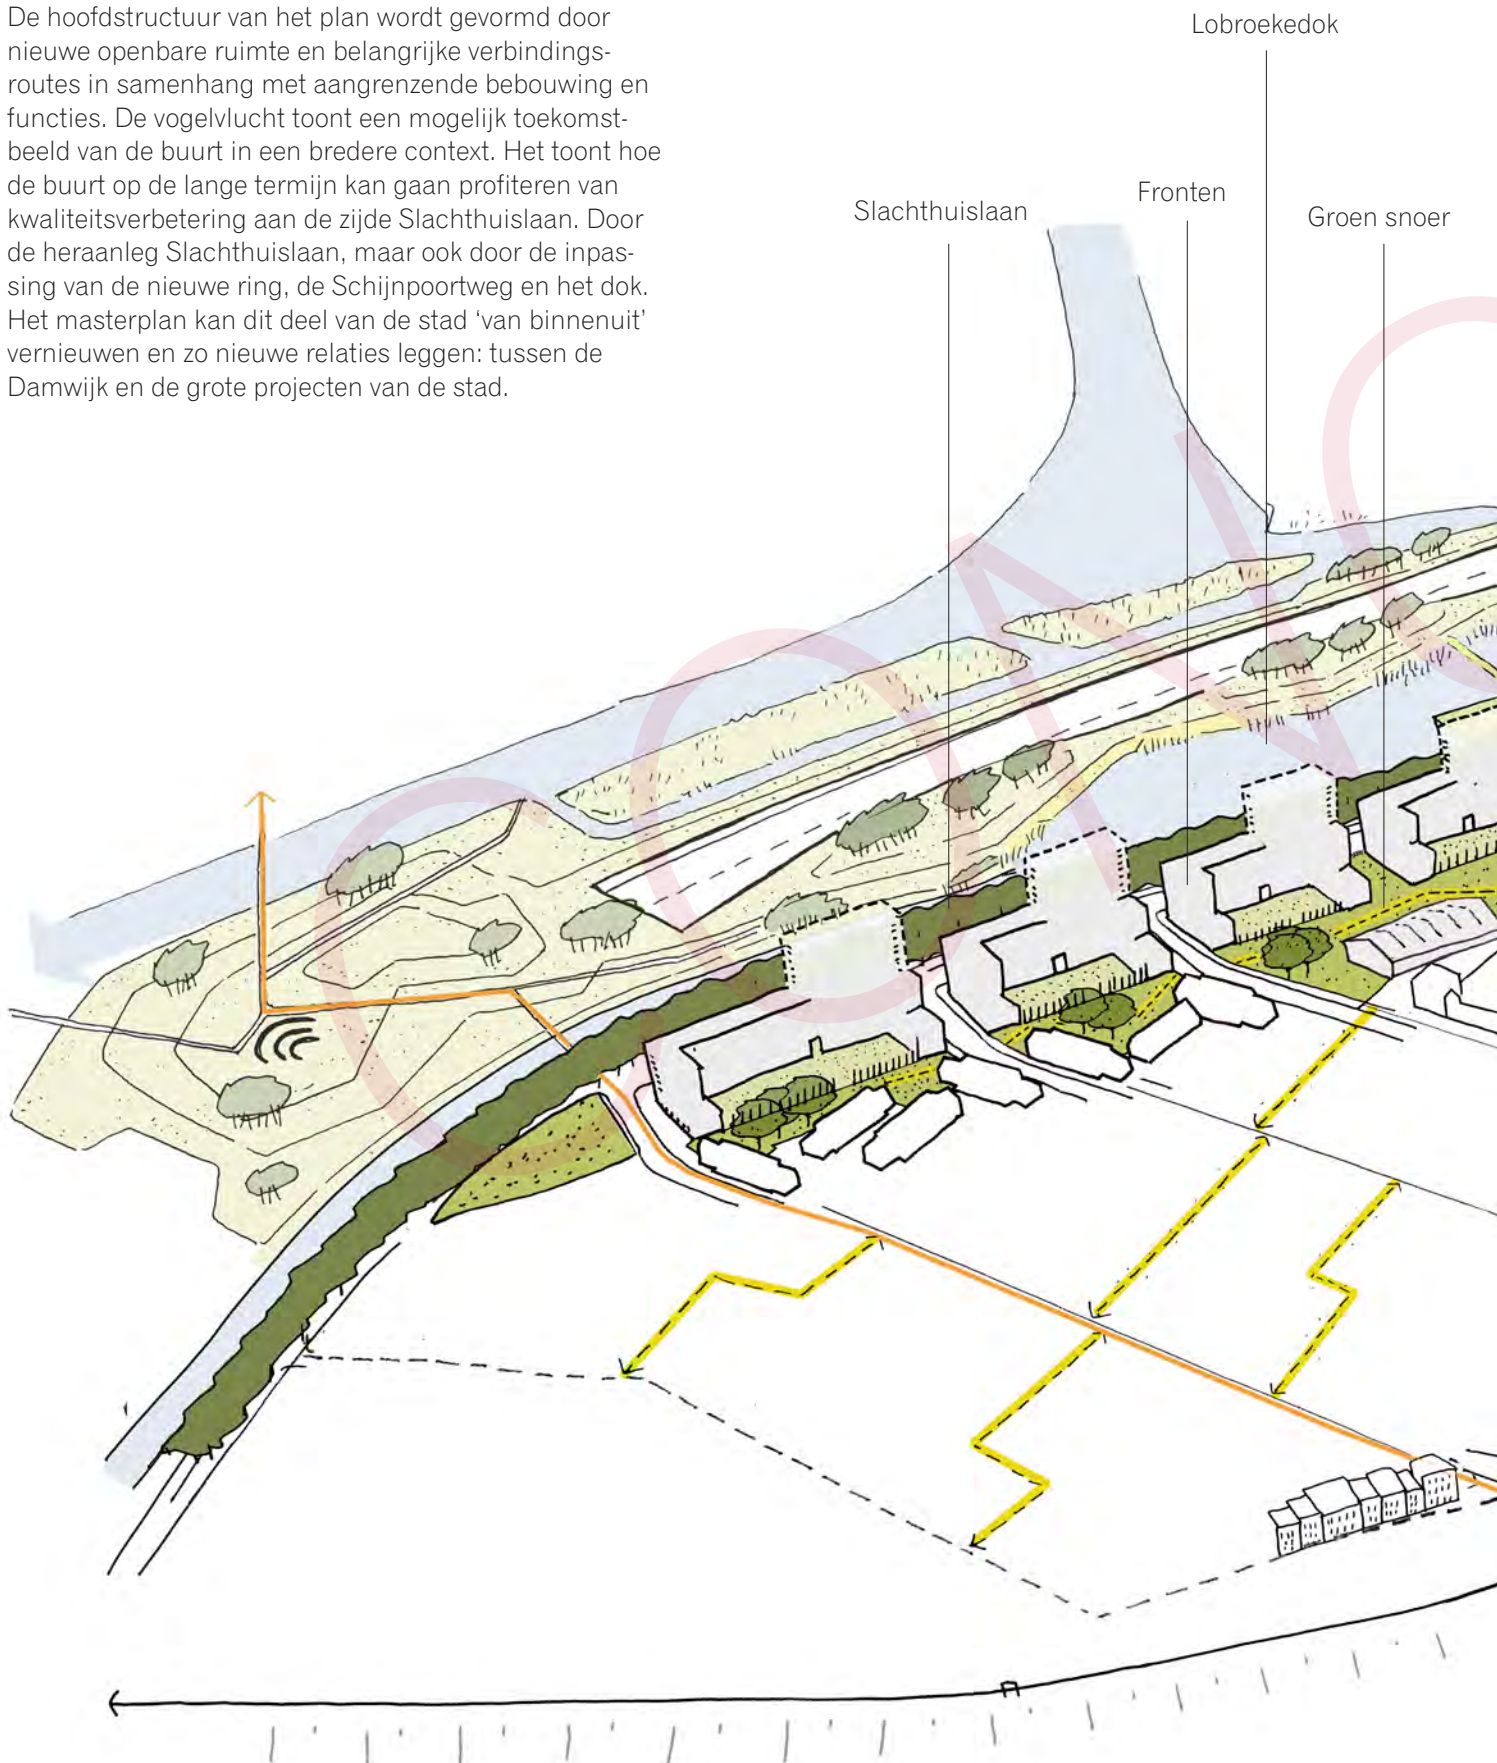 De hoofdstructuur van het plan wordt gevormd door
nieuwe openbare ruimte en belangrijke verbindings-
routes in samenhang met aangrenzende bebouwing en
functies. De vogelvlucht toont een mogelijk toekomst-
beeld van de buurt in een bredere context. Het toont hoe
de buurt op de lange termijn kan gaan profiteren van
kwaliteitsverbetering aan de zijde Slachthuislaan. Door
de heraanleg Slachthuislaan, maar ook door de inpas-
sing van de nieuwe ring, de Schijnpoortweg en het dok.
Het masterplan kan dit deel van de stad ‘van binnenuit’
vernieuwen en zo nieuwe relaties leggen: tussen de
Damwijk en de grote projecten van de stad.
Lobroekedok
Fronten
Slachthuislaan
Groen snoer